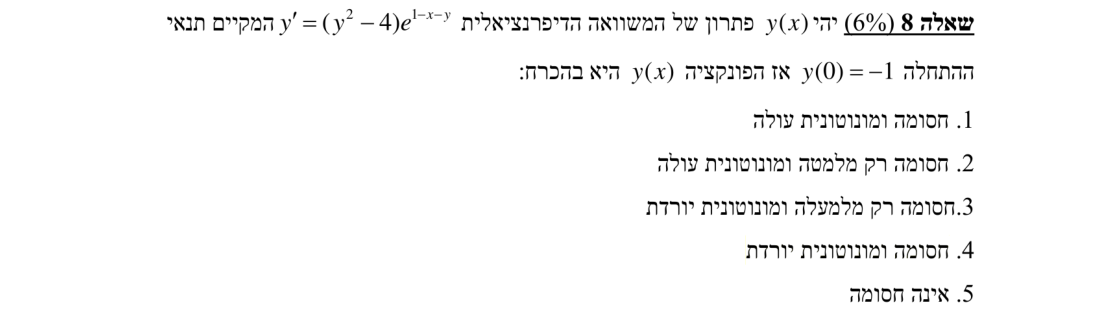 שאלה 8 (6%) יהי y(x) פתרון של המשוואה הדיפרנציאלית y′ = (y² − 4)e^{1−x−y} המקיים תנאי
ההתחלה y(0) = −1 אז הפונקציה y(x) היא בהכרח:
1. חסומה ומונוטונית עולה
2. חסומה רק מלמטה ומונוטונית עולה
3.חסומה רק מלמעלה ומונוטונית יורדת
4. חסומה ומונוטונית יורדת
5. אינה חסומה